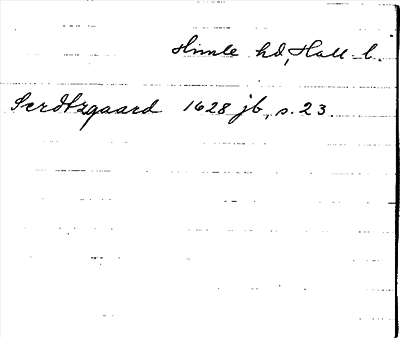 Himle hd, Hall l.
Serdtzgaard 1628 jb, s. 23.